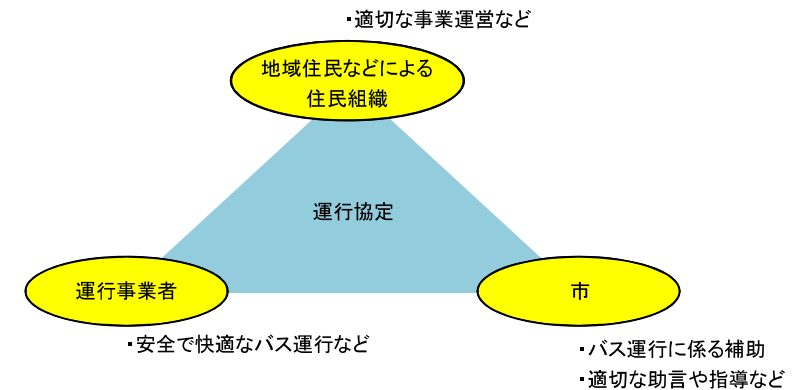 ・適切な事業運営など
地域住民などによる
住民組織
運行協定
運行事業者
市
・安全で快適なバス運行など
・バス運行に係る補助
・適切な助言や指導など